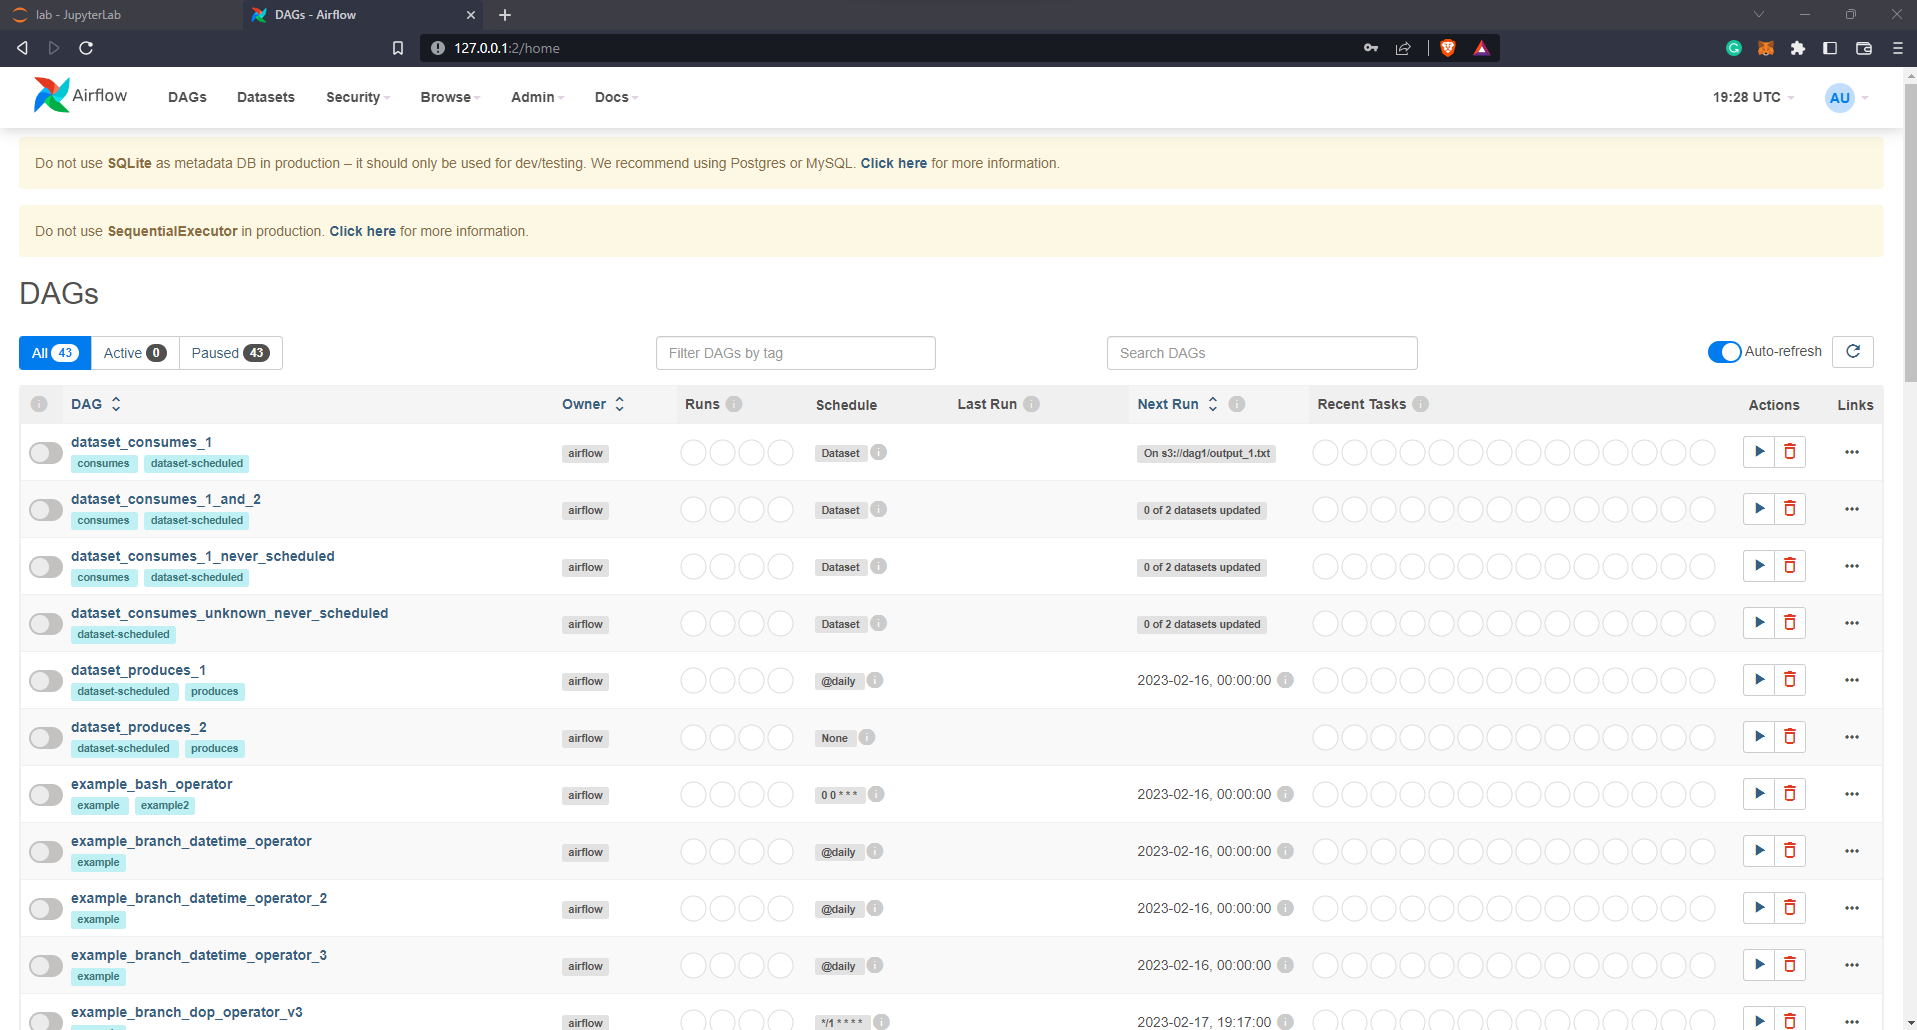 lab - JupyterLab
DAGs - Airflow
127.0.0.1:2/home
Airflow DAGs Datasets Security Browse Admin Docs 19:28 UTC AU
Do not use SQLite as metadata DB in production – it should only be used for dev/testing. We recommend using Postgres or MySQL. Click here for more information.
Do not use SequentialExecutor in production. Click here for more information.
DAGs
All 43 Active 0 Paused 43 Filter DAGs by tag Search DAGs Auto-refresh
DAG Owner Runs Schedule Last Run Next Run Recent Tasks Actions Links
dataset_consumes_1
consumes dataset-scheduled
airflow Dataset On s3://dag1/output_1.txt
dataset_consumes_1_and_2
consumes dataset-scheduled
airflow Dataset 0 of 2 datasets updated
dataset_consumes_1_never_scheduled
consumes dataset-scheduled
airflow Dataset 0 of 2 datasets updated
dataset_consumes_unknown_never_scheduled
dataset-scheduled
airflow Dataset 0 of 2 datasets updated
dataset_produces_1
dataset-scheduled produces
airflow @daily 2023-02-16, 00:00:00
dataset_produces_2
dataset-scheduled produces
airflow None
example_bash_operator
example example2
airflow 0 0 * * * 2023-02-16, 00:00:00
example_branch_datetime_operator
example
airflow @daily 2023-02-16, 00:00:00
example_branch_datetime_operator_2
example
airflow @daily 2023-02-16, 00:00:00
example_branch_datetime_operator_3
example
airflow @daily 2023-02-16, 00:00:00
example_branch_dop_operator_v3
airflow */1 * * * * 2023-02-17, 19:17:00